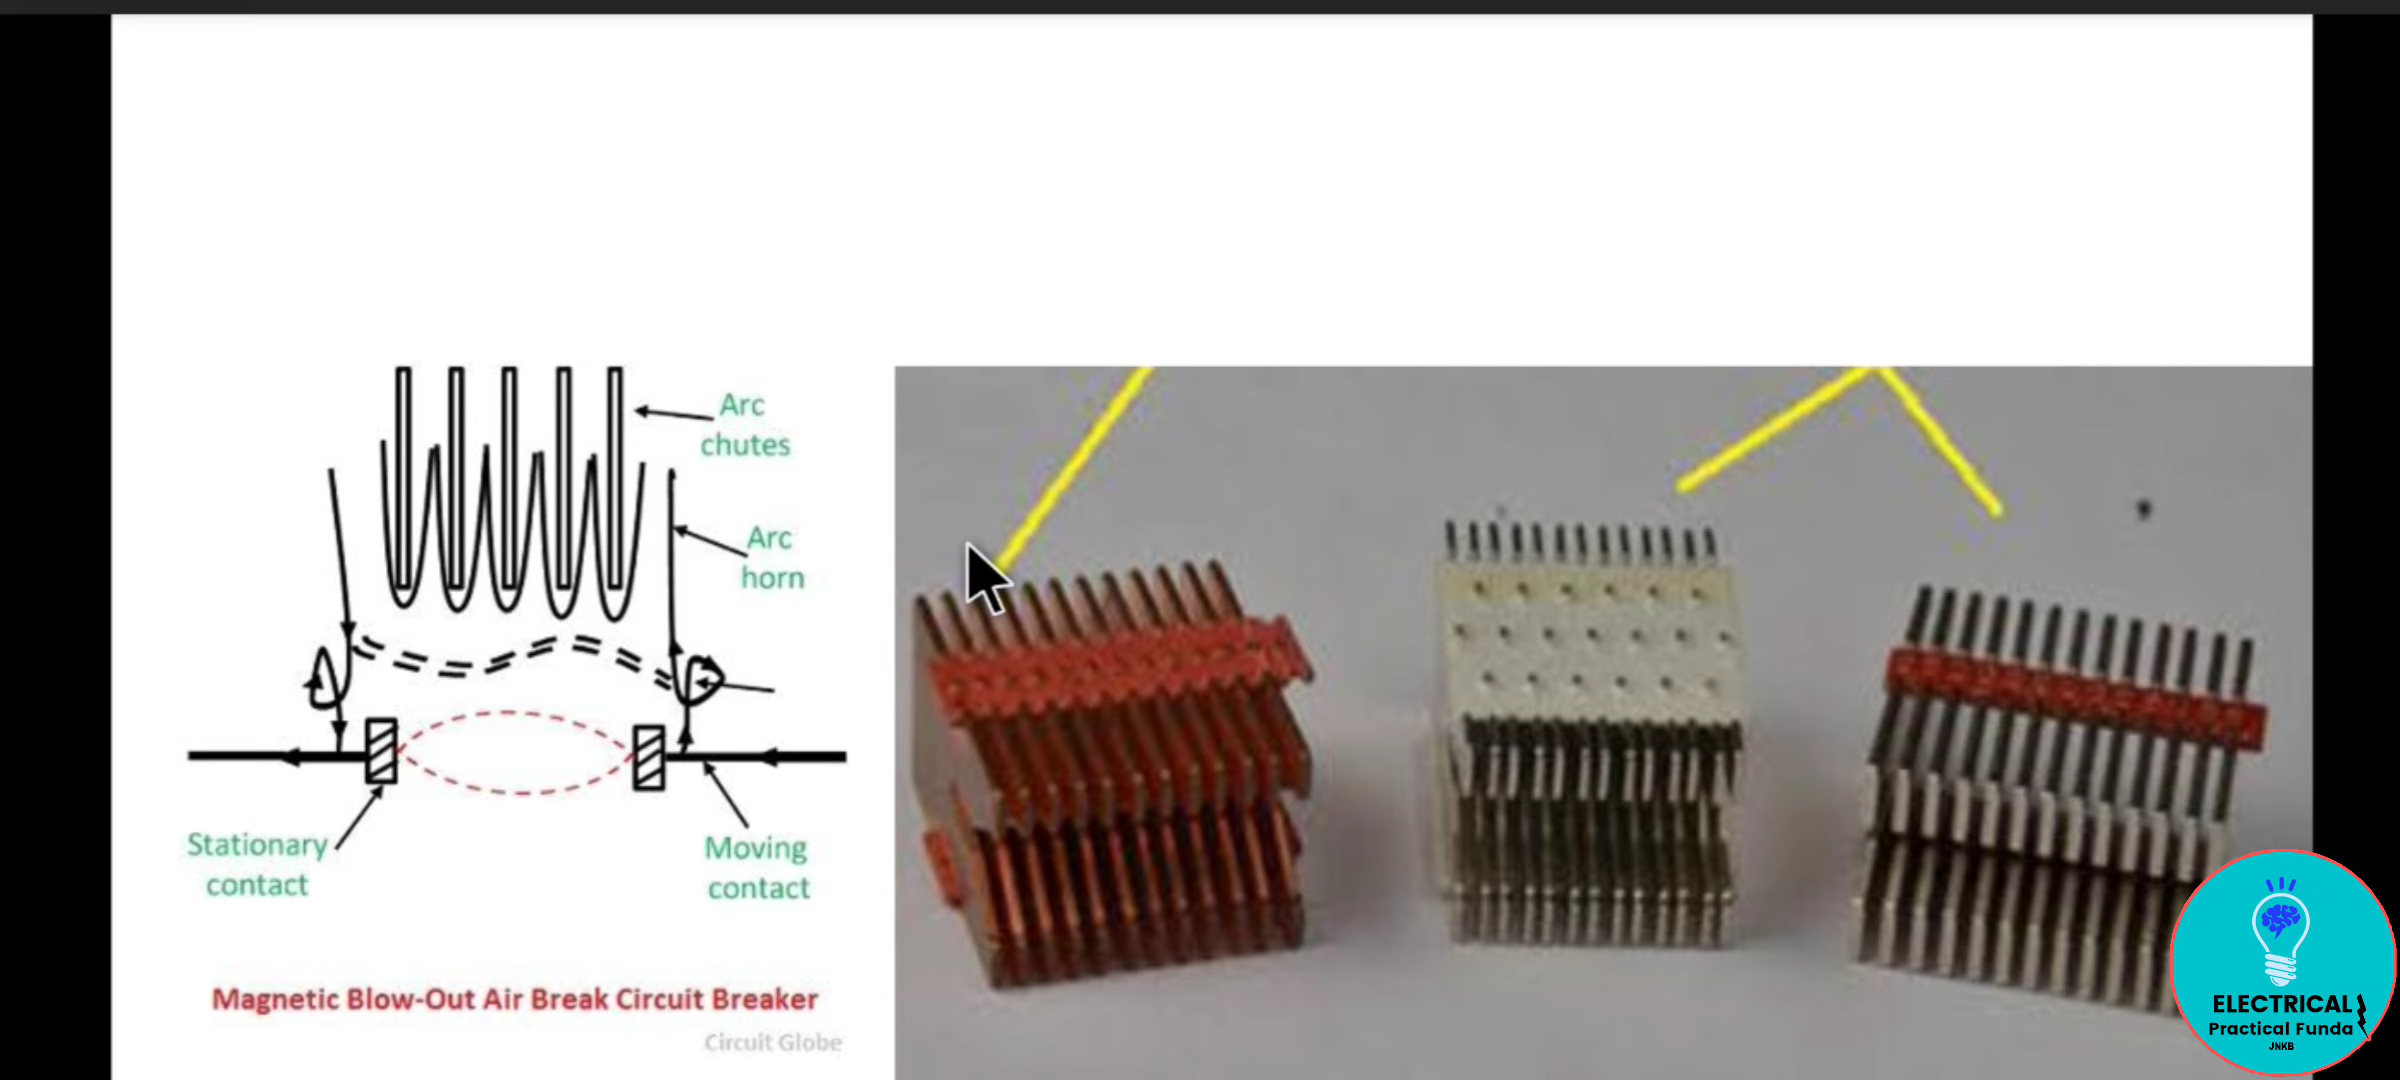 Arc
chutes
Arc
horn
Stationary
contact
Moving
contact
Magnetic Blow-Out Air Break Circuit Breaker
Circuit Globe
ELECTRICAL
Practical Funda
JNKB